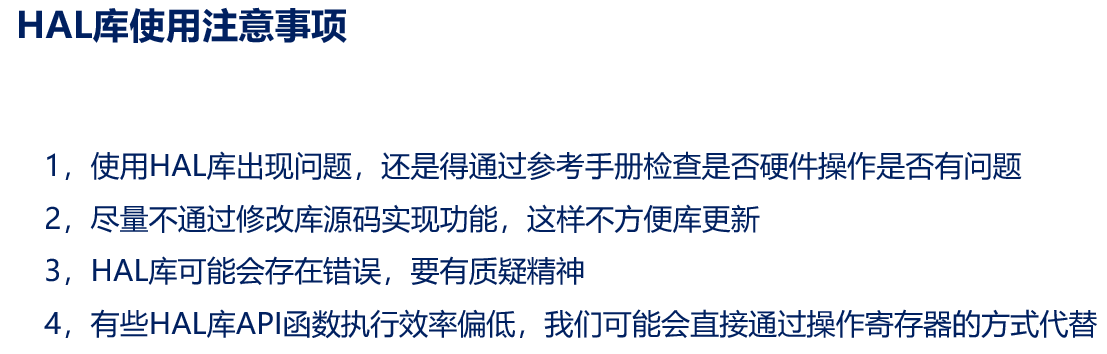 HAL库使用注意事项
1，使用HAL库出现问题，还是得通过参考手册检查是否硬件操作是否有问题
2，尽量不通过修改库源码实现功能，这样不方便库更新
3，HAL库可能会存在错误，要有质疑精神
4，有些HAL库API函数执行效率偏低，我们可能会直接通过操作寄存器的方式代替